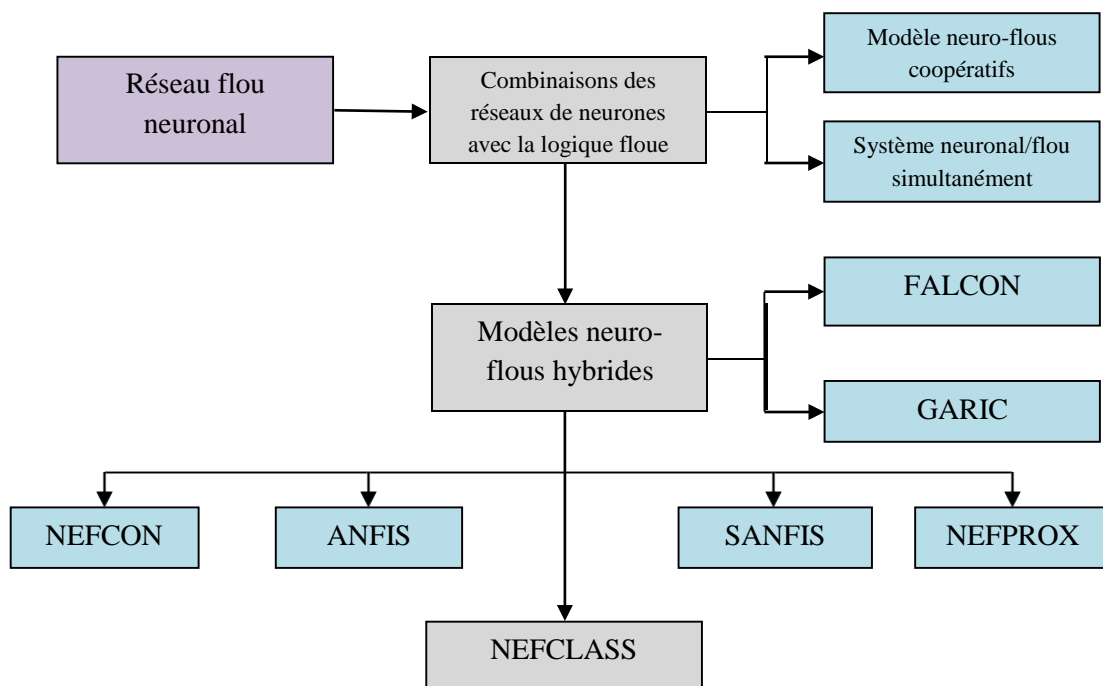 Réseau flou
neuronal
Combinaisons des
réseaux de neurones
avec la logique floue
Modèle neuro-flous
coopératifs
Système neuronal/flou
simultanément
Modèles neuro-
flous hybrides
FALCON
GARIC
NEFCON
ANFIS
SANFIS
NEFPROX
NEFCLASS